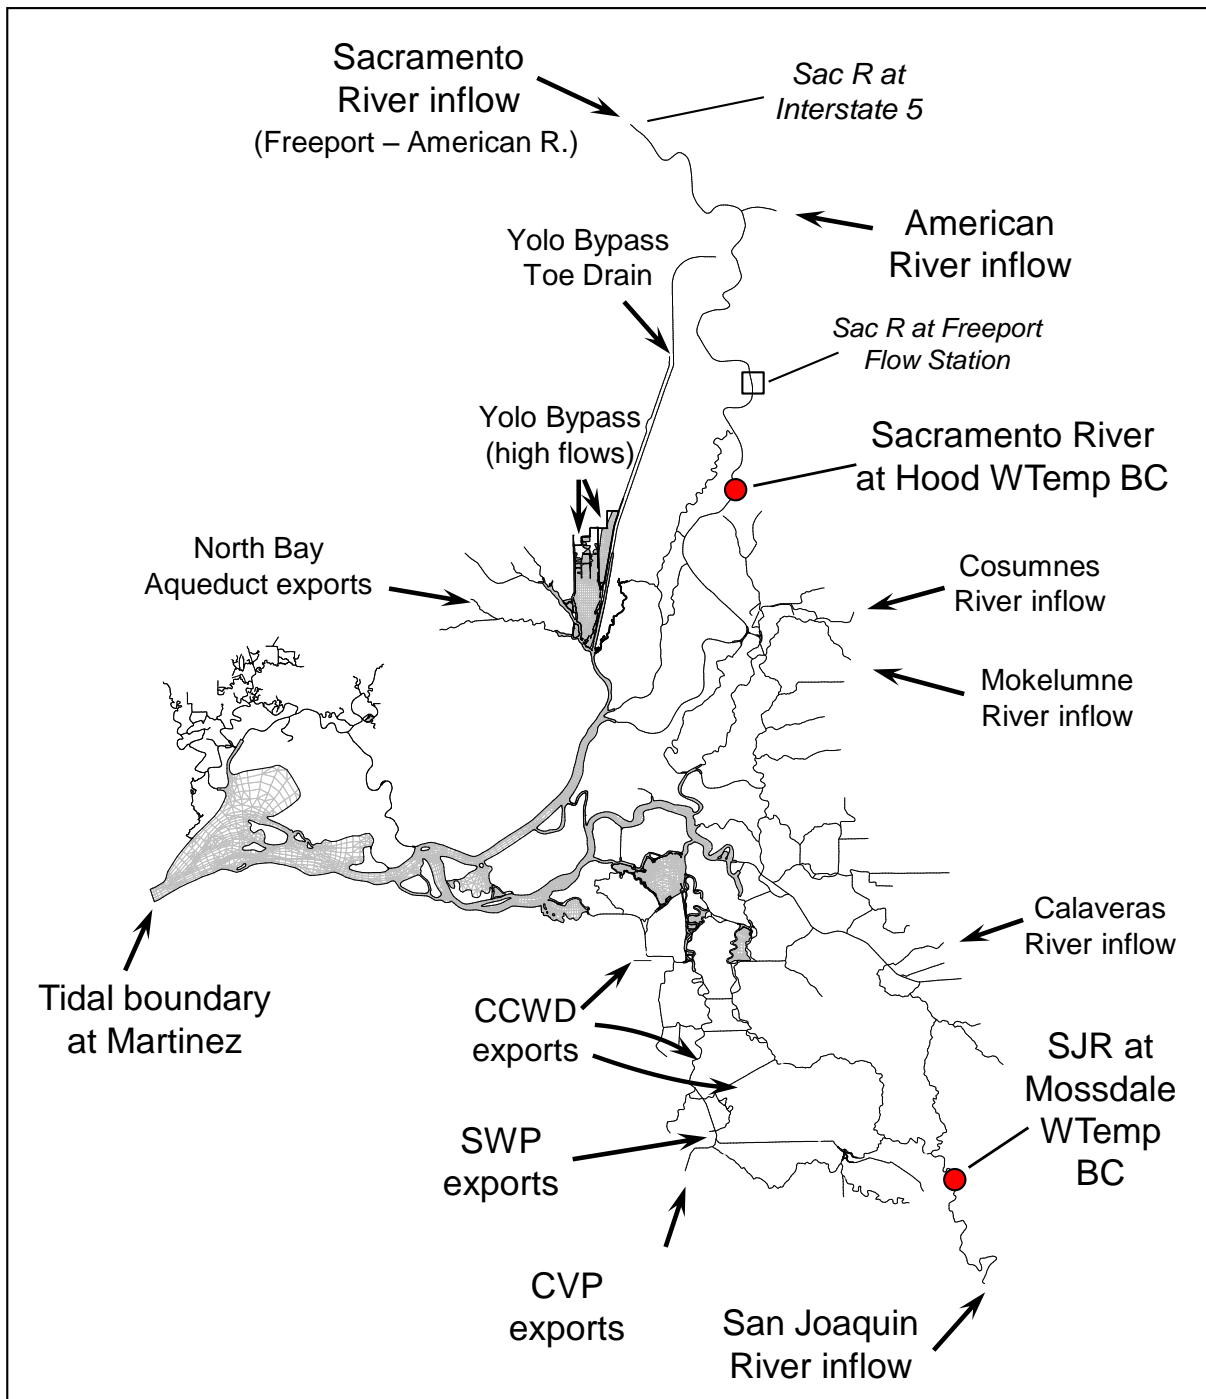 Sacramento
River inflow
(Freeport – American R.)
Sac R at
Interstate 5
American
River inflow
Yolo Bypass
Toe Drain
Sac R at Freeport
Flow Station
Yolo Bypass
(high flows)
Sacramento River
at Hood WTemp BC
North Bay
Aqueduct exports
Cosumnes
River inflow
Mokelumne
River inflow
Calaveras
River inflow
Tidal boundary
at Martinez
CCWD
exports
SJR at
Mossdale
WTemp
BC
SWP
exports
CVP
exports
San Joaquin
River inflow